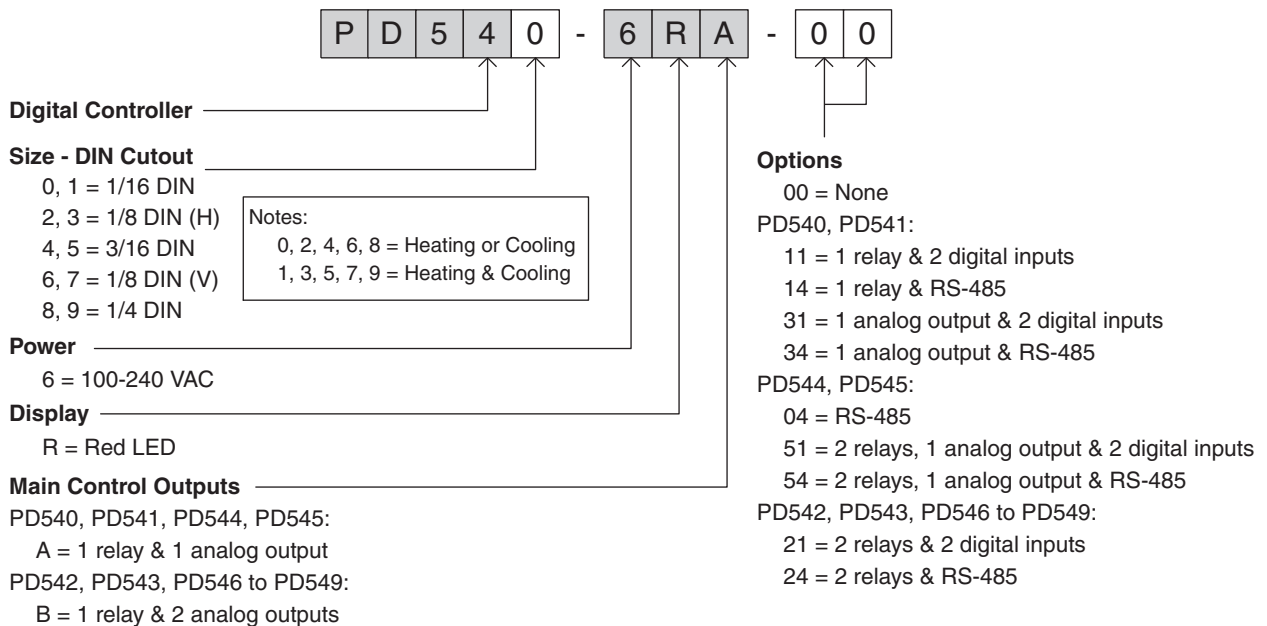 P D 5 4 0 - 6 R A - 0 0
Digital Controller
Size - DIN Cutout
0, 1 = 1/16 DIN
2, 3 = 1/8 DIN (H)
4, 5 = 3/16 DIN
6, 7 = 1/8 DIN (V)
8, 9 = 1/4 DIN
Notes:
0, 2, 4, 6, 8 = Heating or Cooling
1, 3, 5, 7, 9 = Heating & Cooling
Power
6 = 100-240 VAC
Display
R = Red LED
Main Control Outputs
PD540, PD541, PD544, PD545:
A = 1 relay & 1 analog output
PD542, PD543, PD546 to PD549:
B = 1 relay & 2 analog outputs
Options
00 = None
PD540, PD541:
11 = 1 relay & 2 digital inputs
14 = 1 relay & RS-485
31 = 1 analog output & 2 digital inputs
34 = 1 analog output & RS-485
PD544, PD545:
04 = RS-485
51 = 2 relays, 1 analog output & 2 digital inputs
54 = 2 relays, 1 analog output & RS-485
PD542, PD543, PD546 to PD549:
21 = 2 relays & 2 digital inputs
24 = 2 relays & RS-485